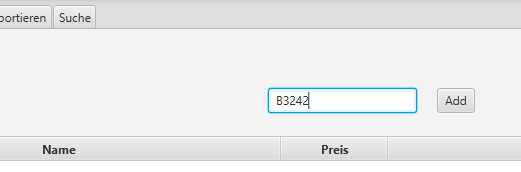 portieren Suche
B3242 Add
Name Preis